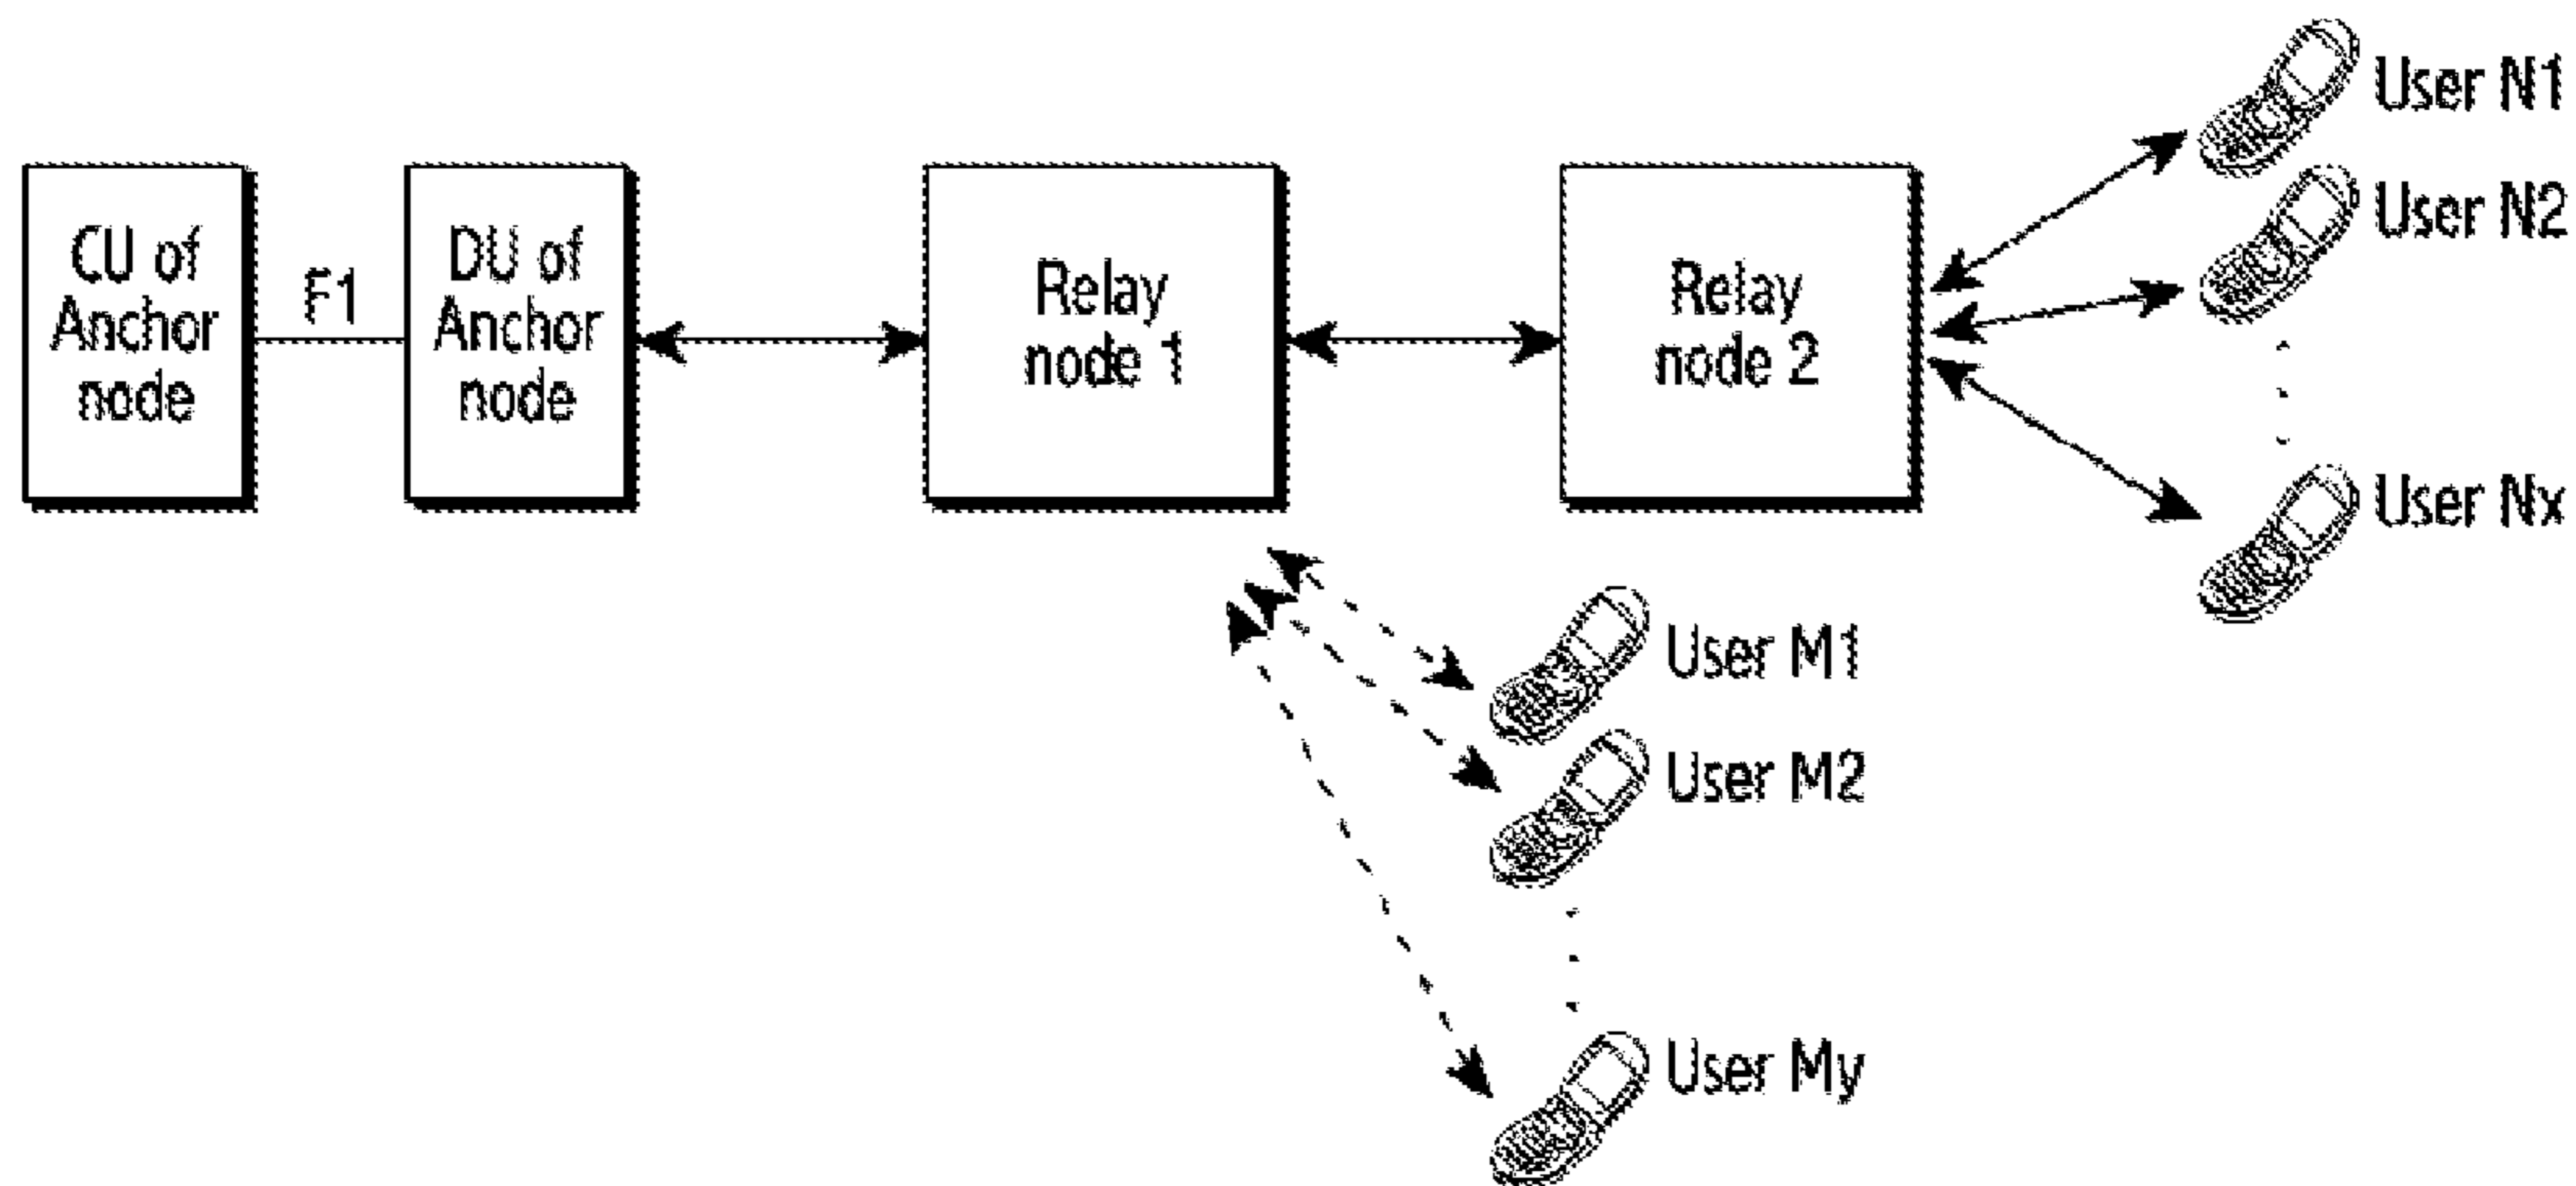 CU of
Anchor
node
F1
DU of
Anchor
node
Relay
node 1
Relay
node 2
User N1
User N2
User Nx
User M1
User M2
User My